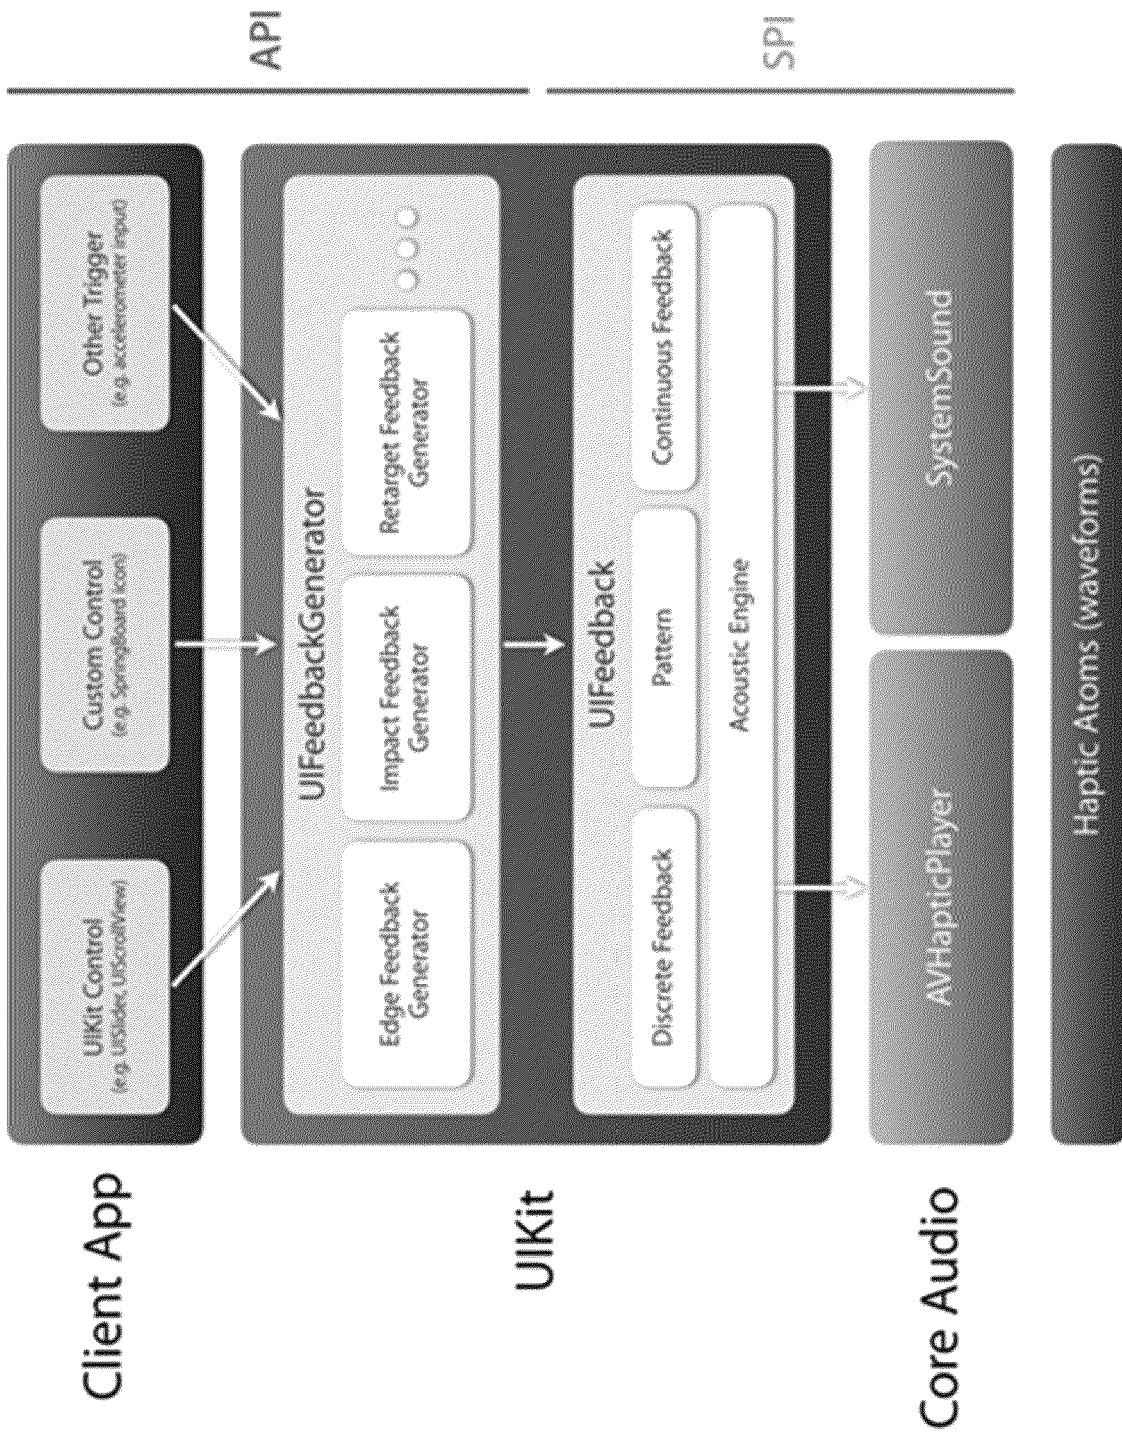 Client App
UIKit Control
(e.g. UISlider, UIScrollView)
Custom Control
(e.g. SpringBoard icon)
Other Trigger
(e.g. accelerometer input)
API
UIKit
UIFeedbackGenerator
Edge Feedback
Generator
Impact Feedback
Generator
Retarget Feedback
Generator
UIFeedback
Discrete Feedback
Pattern
Continuous Feedback
Acoustic Engine
SPI
Core Audio
AVHapticPlayer
SystemSound
Haptic Atoms (waveforms)